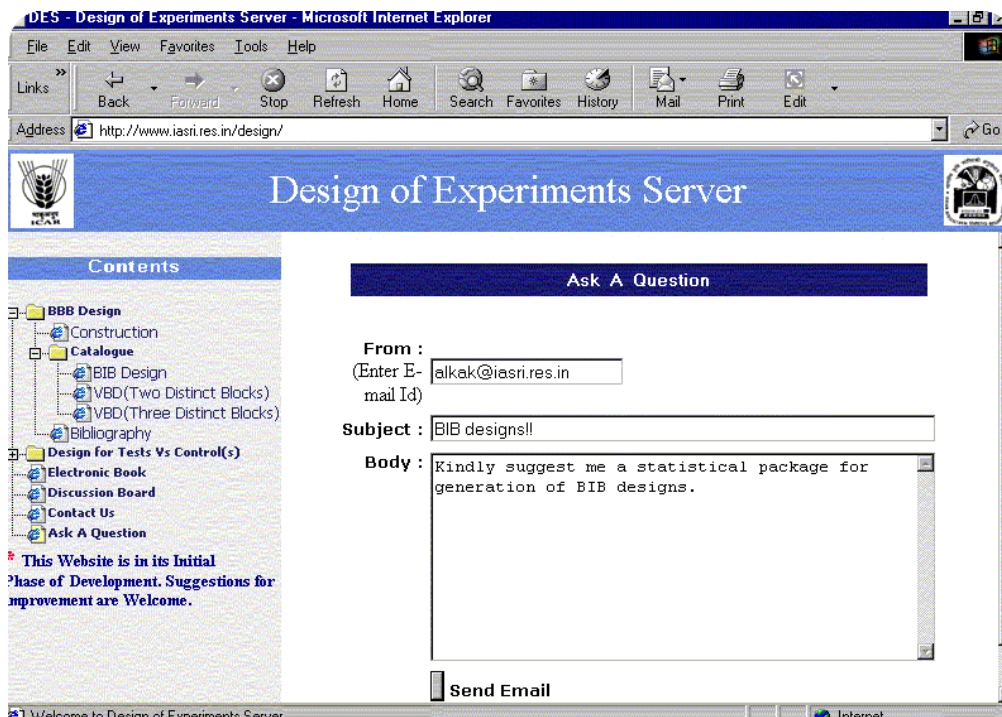 DES - Design of Experiments Server - Microsoft Internet Explorer
File Edit View Favorites Tools Help
Links » Back Forward Stop Refresh Home Search Favorites History Mail Print Edit
Address http://www.iasri.res.in/design/ Go
Design of Experiments Server
ICAR
Contents
BBB Design
Construction
Catalogue
BIB Design
VBD(Two Distinct Blocks)
VBD(Three Distinct Blocks)
Bibliography
Design for Tests Vs Control(s)
Electronic Book
Discussion Board
Contact Us
Ask A Question
* This Website is in its Initial
Phase of Development. Suggestions for
improvement are Welcome.
Ask A Question
From :
(Enter E-
mail Id)
alkak@iasri.res.in
Subject : BIB designs!!
Body : Kindly suggest me a statistical package for
generation of BIB designs.
Send Email
Welcome to Design of Experiments Server
Internet